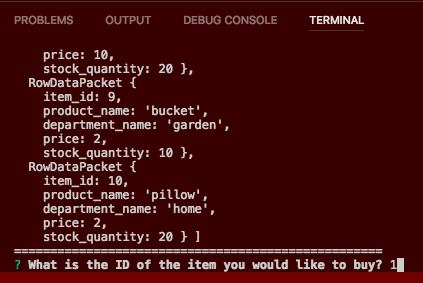 PROBLEMS OUTPUT DEBUG CONSOLE TERMINAL
price: 10,
stock_quantity: 20 },
RowDataPacket {
item_id: 9,
product_name: 'bucket',
department_name: 'garden',
price: 2,
stock_quantity: 10 },
RowDataPacket {
item_id: 10,
product_name: 'pillow',
department_name: 'home',
price: 2,
stock_quantity: 20 } ]
===================================================
? What is the ID of the item you would like to buy? 1